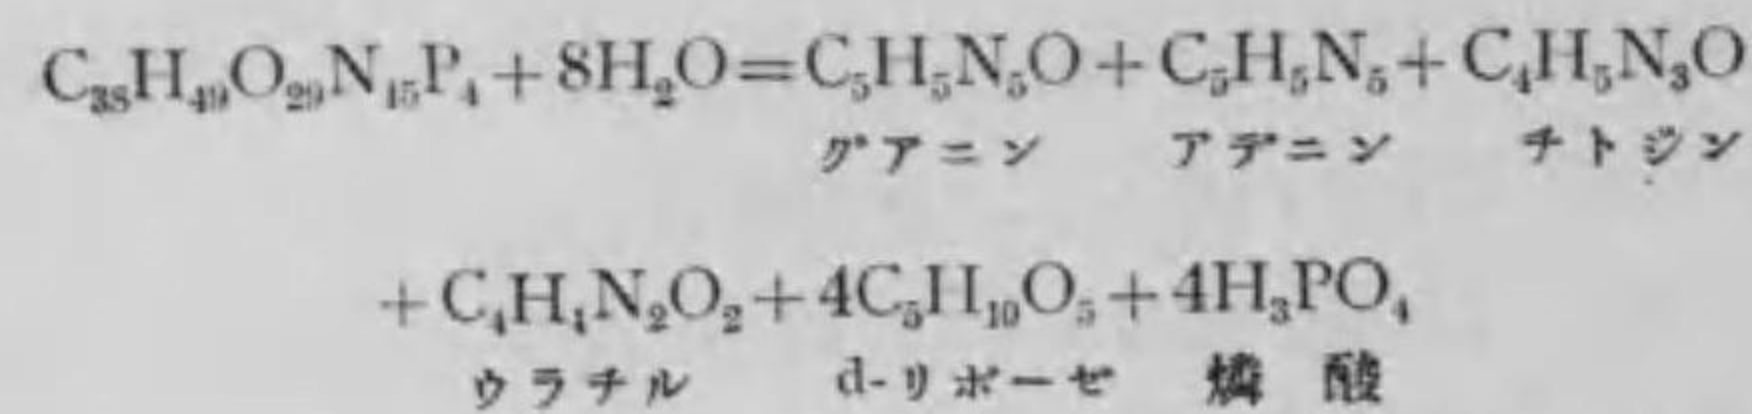 C₃₈H₄₉O₂₉N₁₅P₄+8H₂O=C₅H₅N₅O+C₅H₅N₅+C₄H₅N₃O
グアニン アデニン チトジン
+C₄H₄N₂O₂+4C₅H₁₀O₅+4H₃PO₄
ウラチル d-リボーゼ 燐酸